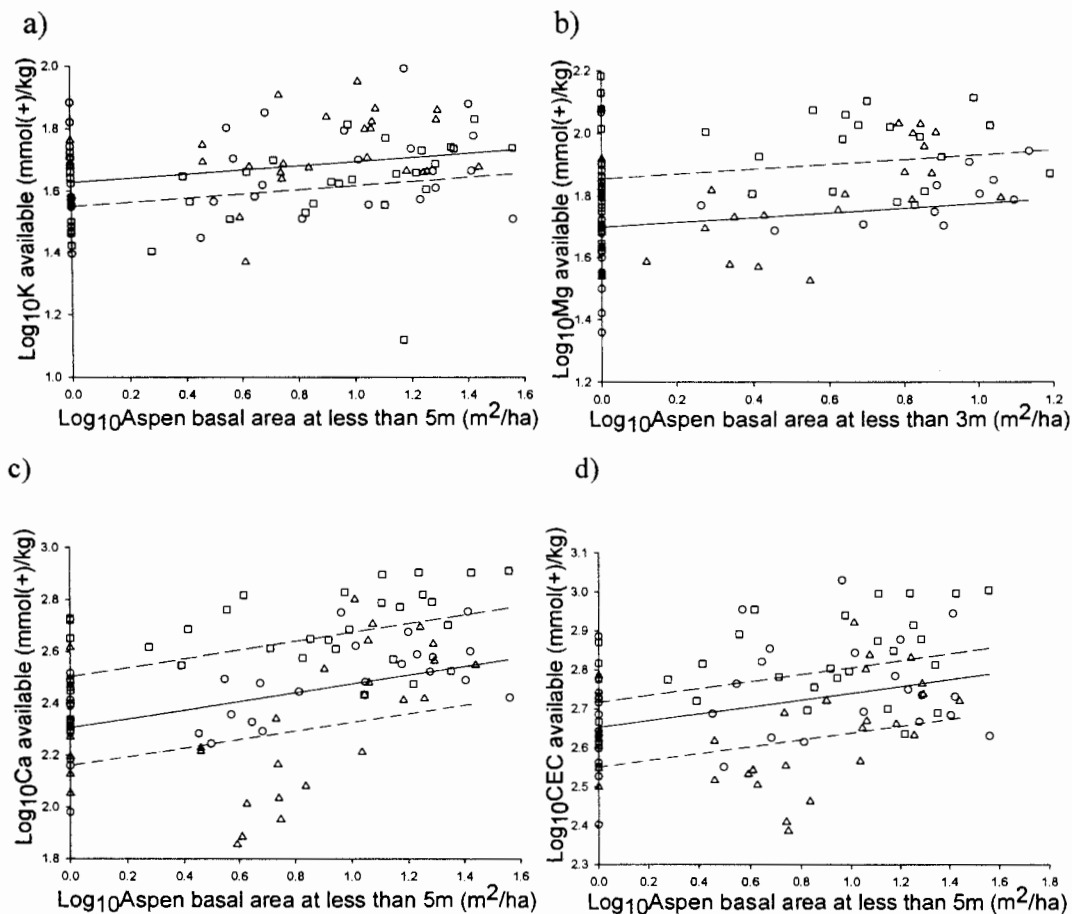 a)
Log10K available (mmol(+)/kg)
2.0
1.8
1.6
1.4
1.2
1.0
0.0 0.2 0.4 0.6 0.8 1.0 1.2 1.4 1.6
Log10Aspen basal area at less than 5m (m²/ha)
b)
Log10Mg available (mmol(+)/kg)
2.2
2.0
1.8
1.6
1.4
1.2
0.0 0.2 0.4 0.6 0.8 1.0 1.2
Log10Aspen basal area at less than 3m (m²/ha)
c)
Log10Ca available (mmol(+)/kg)
3.0
2.8
2.6
2.4
2.2
2.0
1.8
0.0 0.2 0.4 0.6 0.8 1.0 1.2 1.4 1.6
Log10Aspen basal area at less than 5m (m²/ha)
d)
Log10CEC available (mmol(+)/kg)
3.1
3.0
2.9
2.8
2.7
2.6
2.5
2.4
2.3
0.0 0.2 0.4 0.6 0.8 1.0 1.2 1.4 1.6
Log10Aspen basal area at less than 5m (m²/ha)